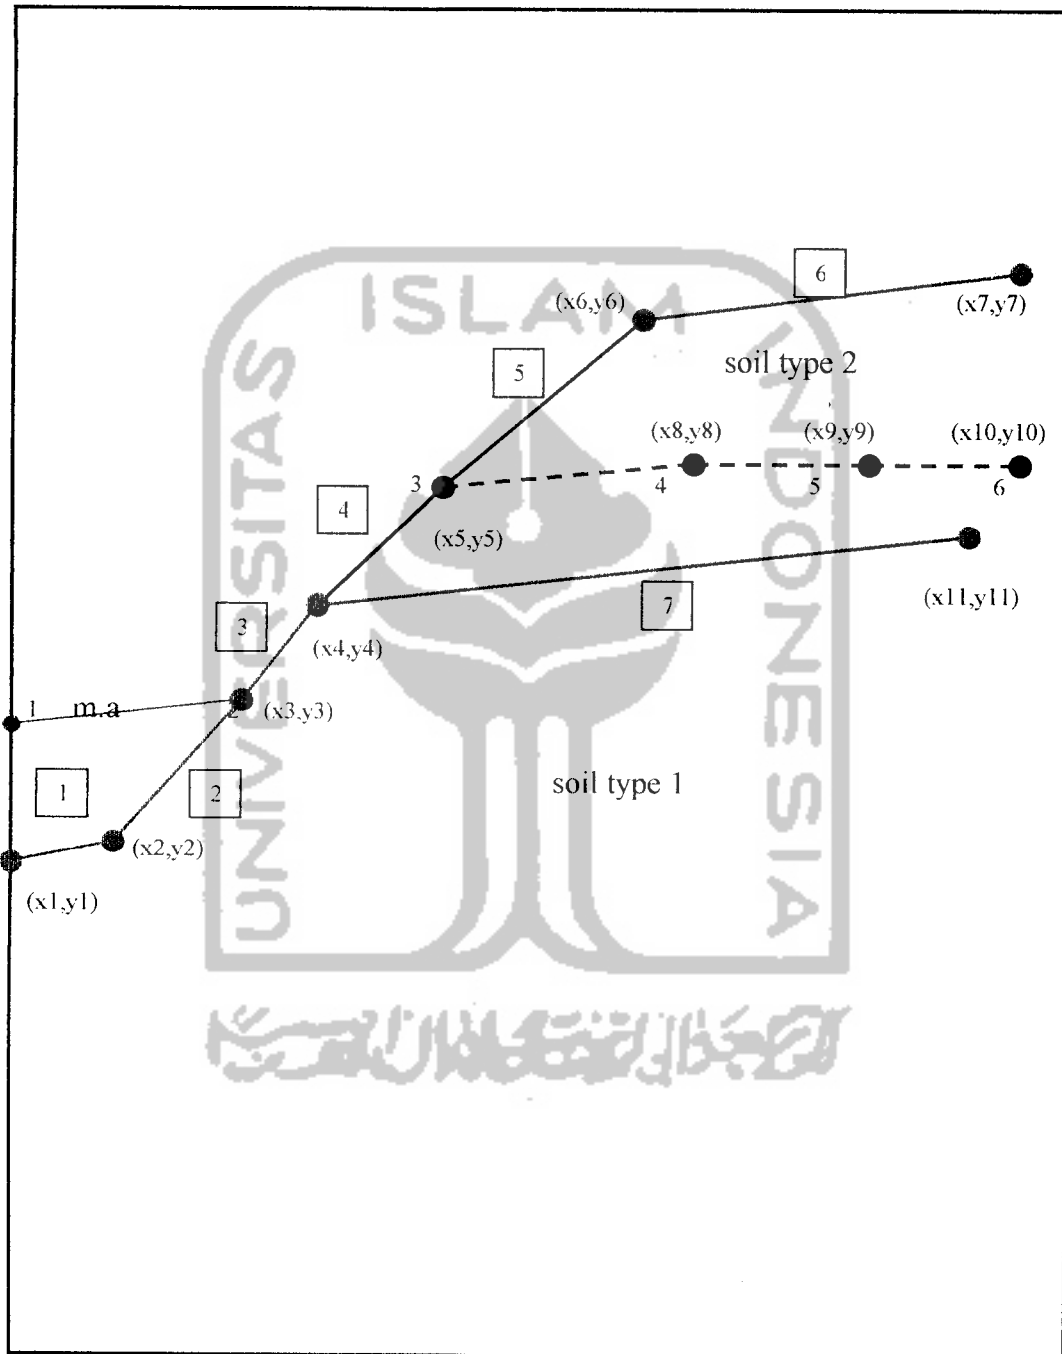 ISLAM
UNIVERSITAS
INDONESIA
6
(x6,y6)
(x7,y7)
soil type 2
5
(x8,y8)
(x9,y9)
(x10,y10)
3
4
5
6
4
(x5,y5)
(x11,y11)
7
3
(x4,y4)
1
m.a
2
(x3,y3)
1
2
soil type 1
(x2,y2)
(x1,y1)